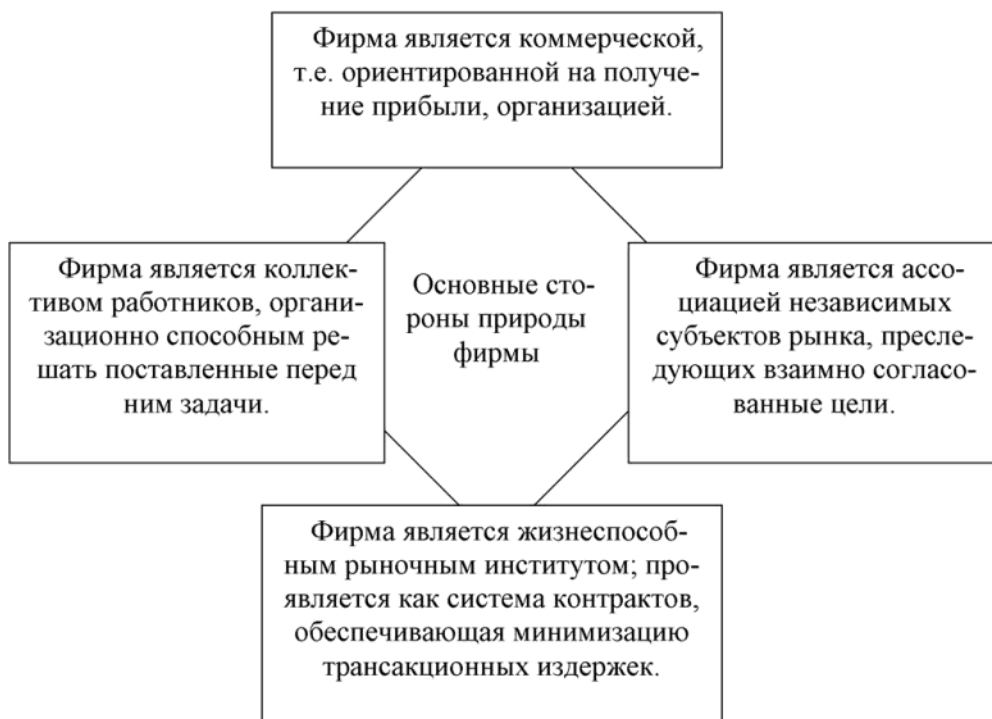 Фирма является коммерческой,
т.е. ориентированной на получе-
ние прибыли, организацией.
Фирма является коллек-
тивом работников, органи-
зационно способным ре-
шать поставленные перед
ним задачи.
Основные сто-
роны природы
фирмы
Фирма является ассо-
циацией независимых
субъектов рынка, пресле-
дующих взаимно согласо-
ванные цели.
Фирма является жизнеспособ-
ным рыночным институтом; про-
является как система контрактов,
обеспечивающая минимизацию
трансакционных издержек.